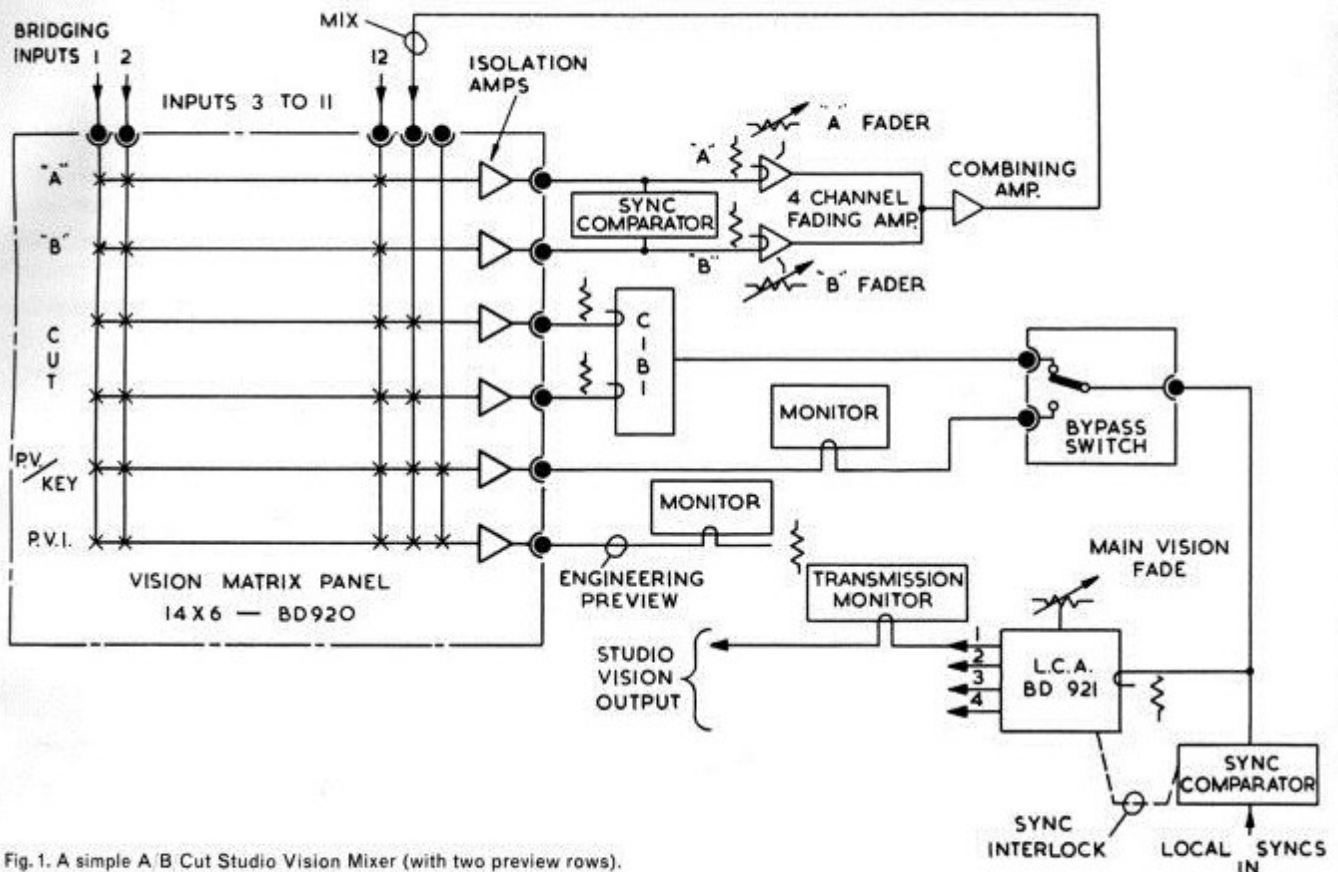 BRIDGING
INPUTS
1 2
INPUTS 3 TO 11
12
MIX
ISOLATION
AMPS
"A"
"B"
CUT
P.V.
/KEY
P.V.I.
VISION MATRIX PANEL
14X6 — BD920
"A"
"A" FADER
SYNC
COMPARATOR
4 CHANNEL
FADING AMP.
COMBINING
AMP.
"B"
"B" FADER
CIBI
MONITOR
BYPASS
SWITCH
MONITOR
ENGINEERING
PREVIEW
TRANSMISSION
MONITOR
MAIN VISION
FADE
STUDIO
VISION
OUTPUT
1
2
3
4
L.C.A.
BD 921
SYNC
COMPARATOR
SYNC
INTERLOCK
LOCAL SYNCS
IN
Fig. 1. A simple A/B Cut Studio Vision Mixer (with two preview rows).